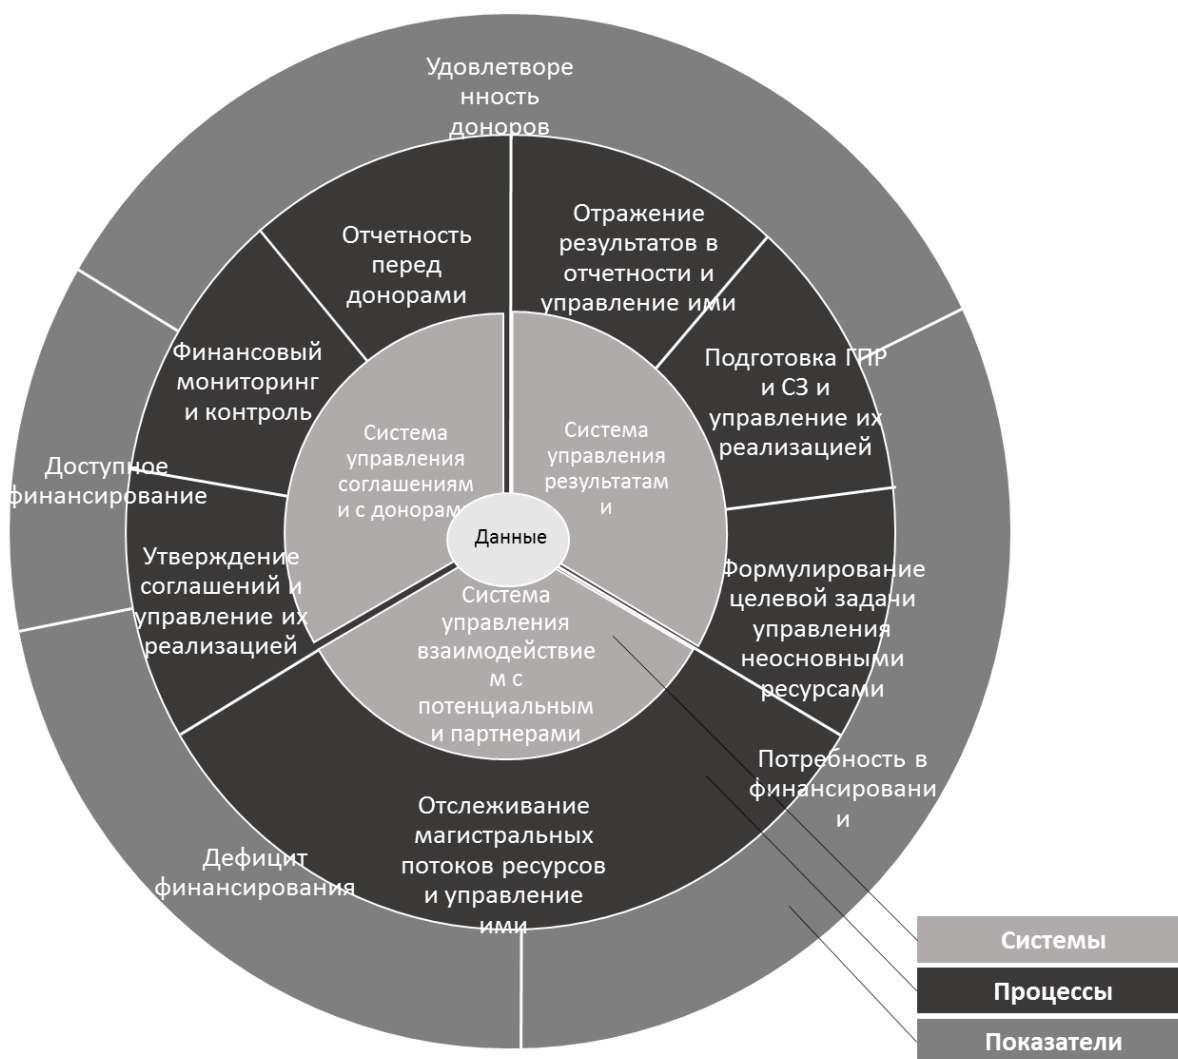 Удовлетворе
нность
доноров
Отчетность
перед
донорами
Отражение
результатов в
отчетности и
управление ими
Финансовый
мониторинг
и контроль
Подготовка ГПР
и СЗ и
управление их
реализацией
Система
управления
соглашениям
и с донорами
Система
управления
результатам
и
Доступное
финансирование
Данные
Утверждение
соглашений и
управление их
реализацией
Формулирование
целевой задачи
управления
неосновными
ресурсами
Система
управления
взаимодействие
м с
потенциальным
и партнерами
Потребность в
финансировани
и
Отслеживание
магистральных
потоков ресурсов
и управление
ими
Дефицит
финансирования
Системы
Процессы
Показатели